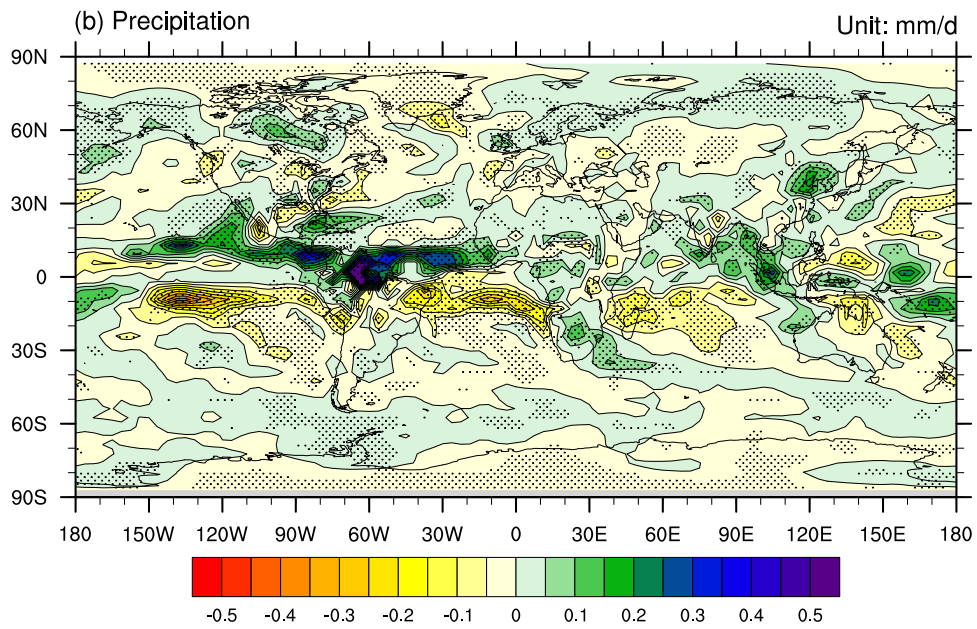 (b) Precipitation Unit: mm/d
90N
60N
30N
0
30S
60S
90S
180 150W 120W 90W 60W 30W 0 30E 60E 90E 120E 150E 180
-0.5 -0.4 -0.3 -0.2 -0.1 0 0.1 0.2 0.3 0.4 0.5